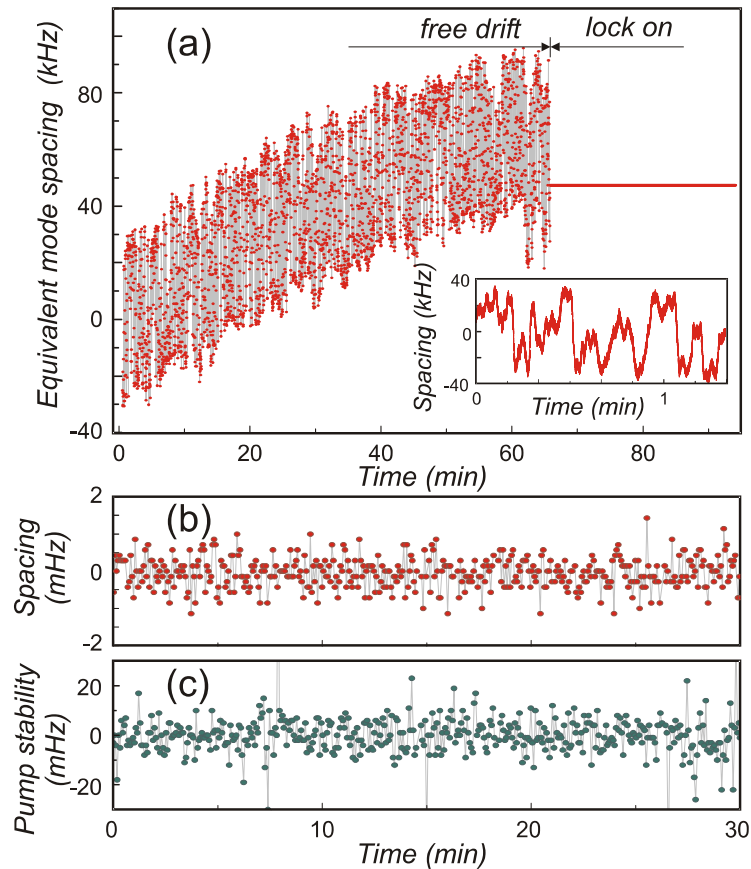 (a)
free drift
lock on
Equivalent mode spacing (kHz)
80
40
0
-40
0
20
40
60
80
Time (min)
Spacing (kHz)
40
0
-40
0
1
Time (min)
(b)
Spacing
(mHz)
2
0
-2
(c)
Pump stability
(mHz)
20
0
-20
0
10
20
30
Time (min)